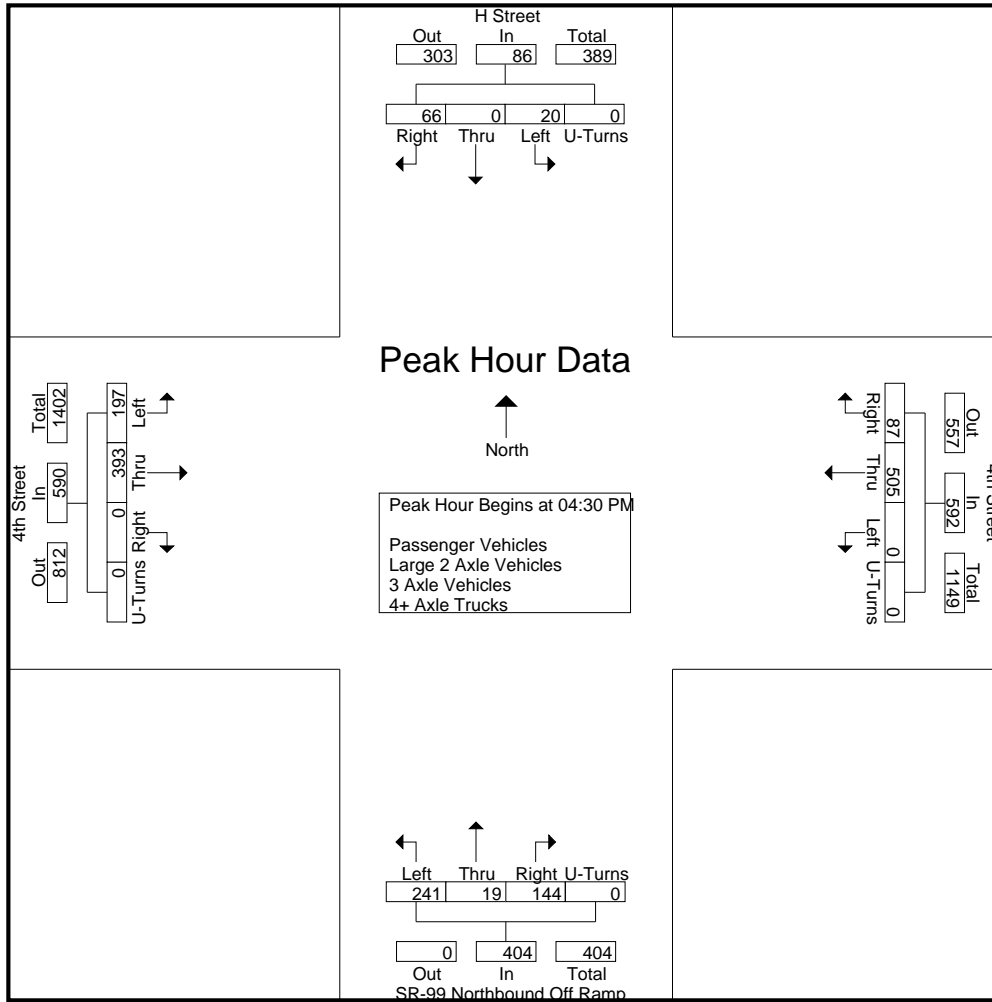 H Street
Out In Total
303 86 389
66 0 20 0
Right Thru Left U-Turns
Peak Hour Data
North
Peak Hour Begins at 04:30 PM
Passenger Vehicles
Large 2 Axle Vehicles
3 Axle Vehicles
4+ Axle Trucks
4th Street
Total In Out
1402 590 812
197 393 0 0
Left Thru Right U-Turns
4th Street
Out In Total
557 592 1149
87 505 0 0
Right Thru Left U-Turns
Left Thru Right U-Turns
241 19 144 0
0 404 404
Out In Total
SR-99 Northbound Off Ramp